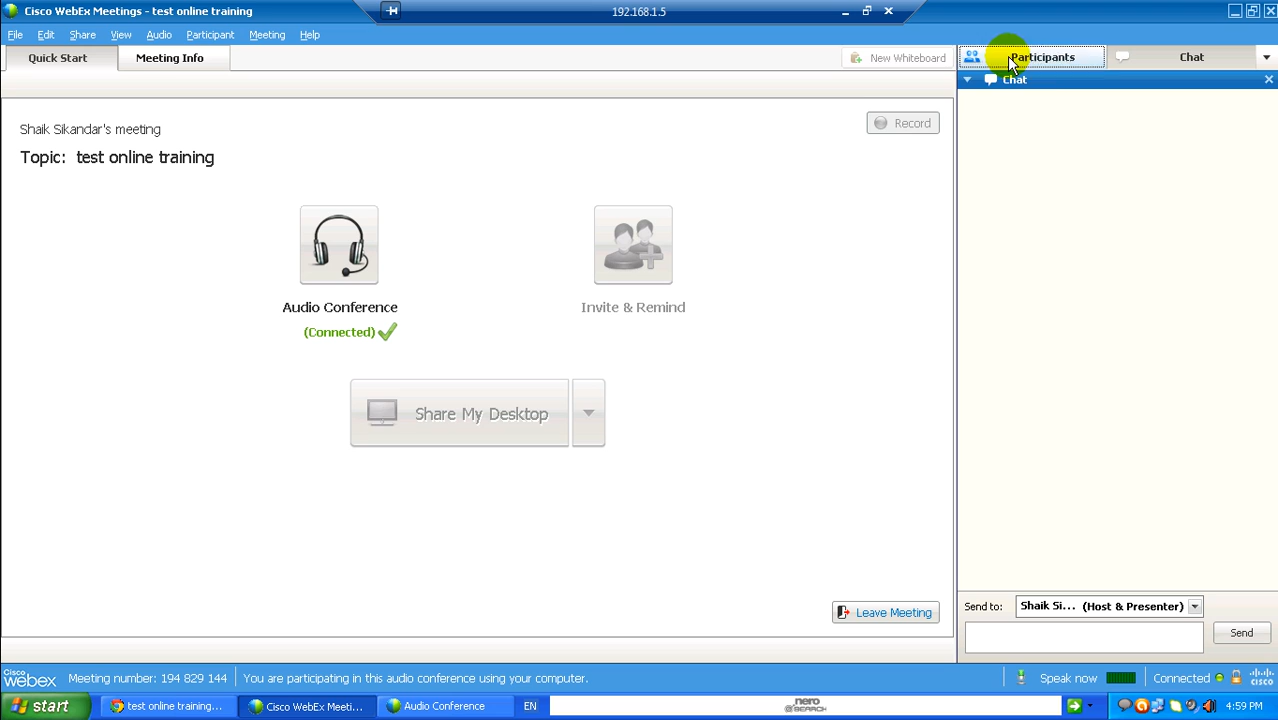 Cisco WebEx Meetings - test online training
192.168.1.5
File Edit Share View Audio Participant Meeting Help
Quick Start Meeting Info New Whiteboard Participants Chat
Chat
Shaik Sikandar's meeting
Record
Topic: test online training
Audio Conference
Invite & Remind
(Connected)
Share My Desktop
Leave Meeting
Send to: Shaik Si... (Host & Presenter)
Send
Cisco webex Meeting number: 194 829 144 You are participating in this audio conference using your computer. Speak now Connected cisco
start test online training... Cisco WebEx Meeti... Audio Conference EN nero SEARCH 4:59 PM